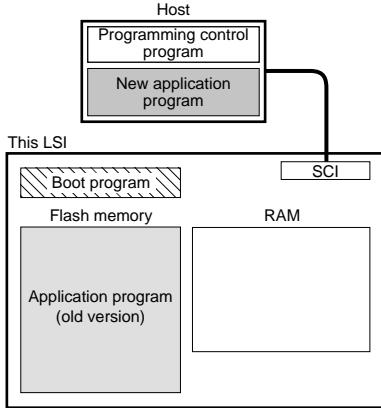 Host
Programming control
program
New application
program
This LSI
SCI
Boot program
Flash memory
RAM
Application program
(old version)